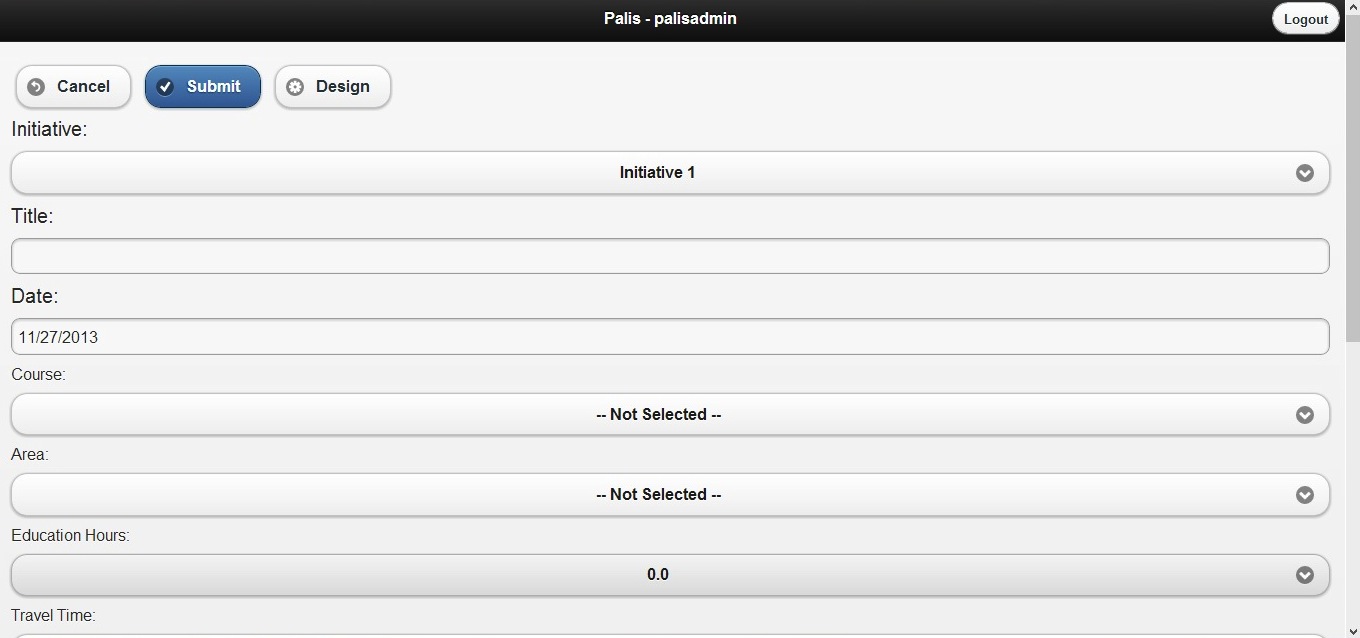 Palis - palisadmin
Logout
Cancel
Submit
Design
Initiative:
Initiative 1
Title:
Date:
11/27/2013
Course:
-- Not Selected --
Area:
-- Not Selected --
Education Hours:
0.0
Travel Time: